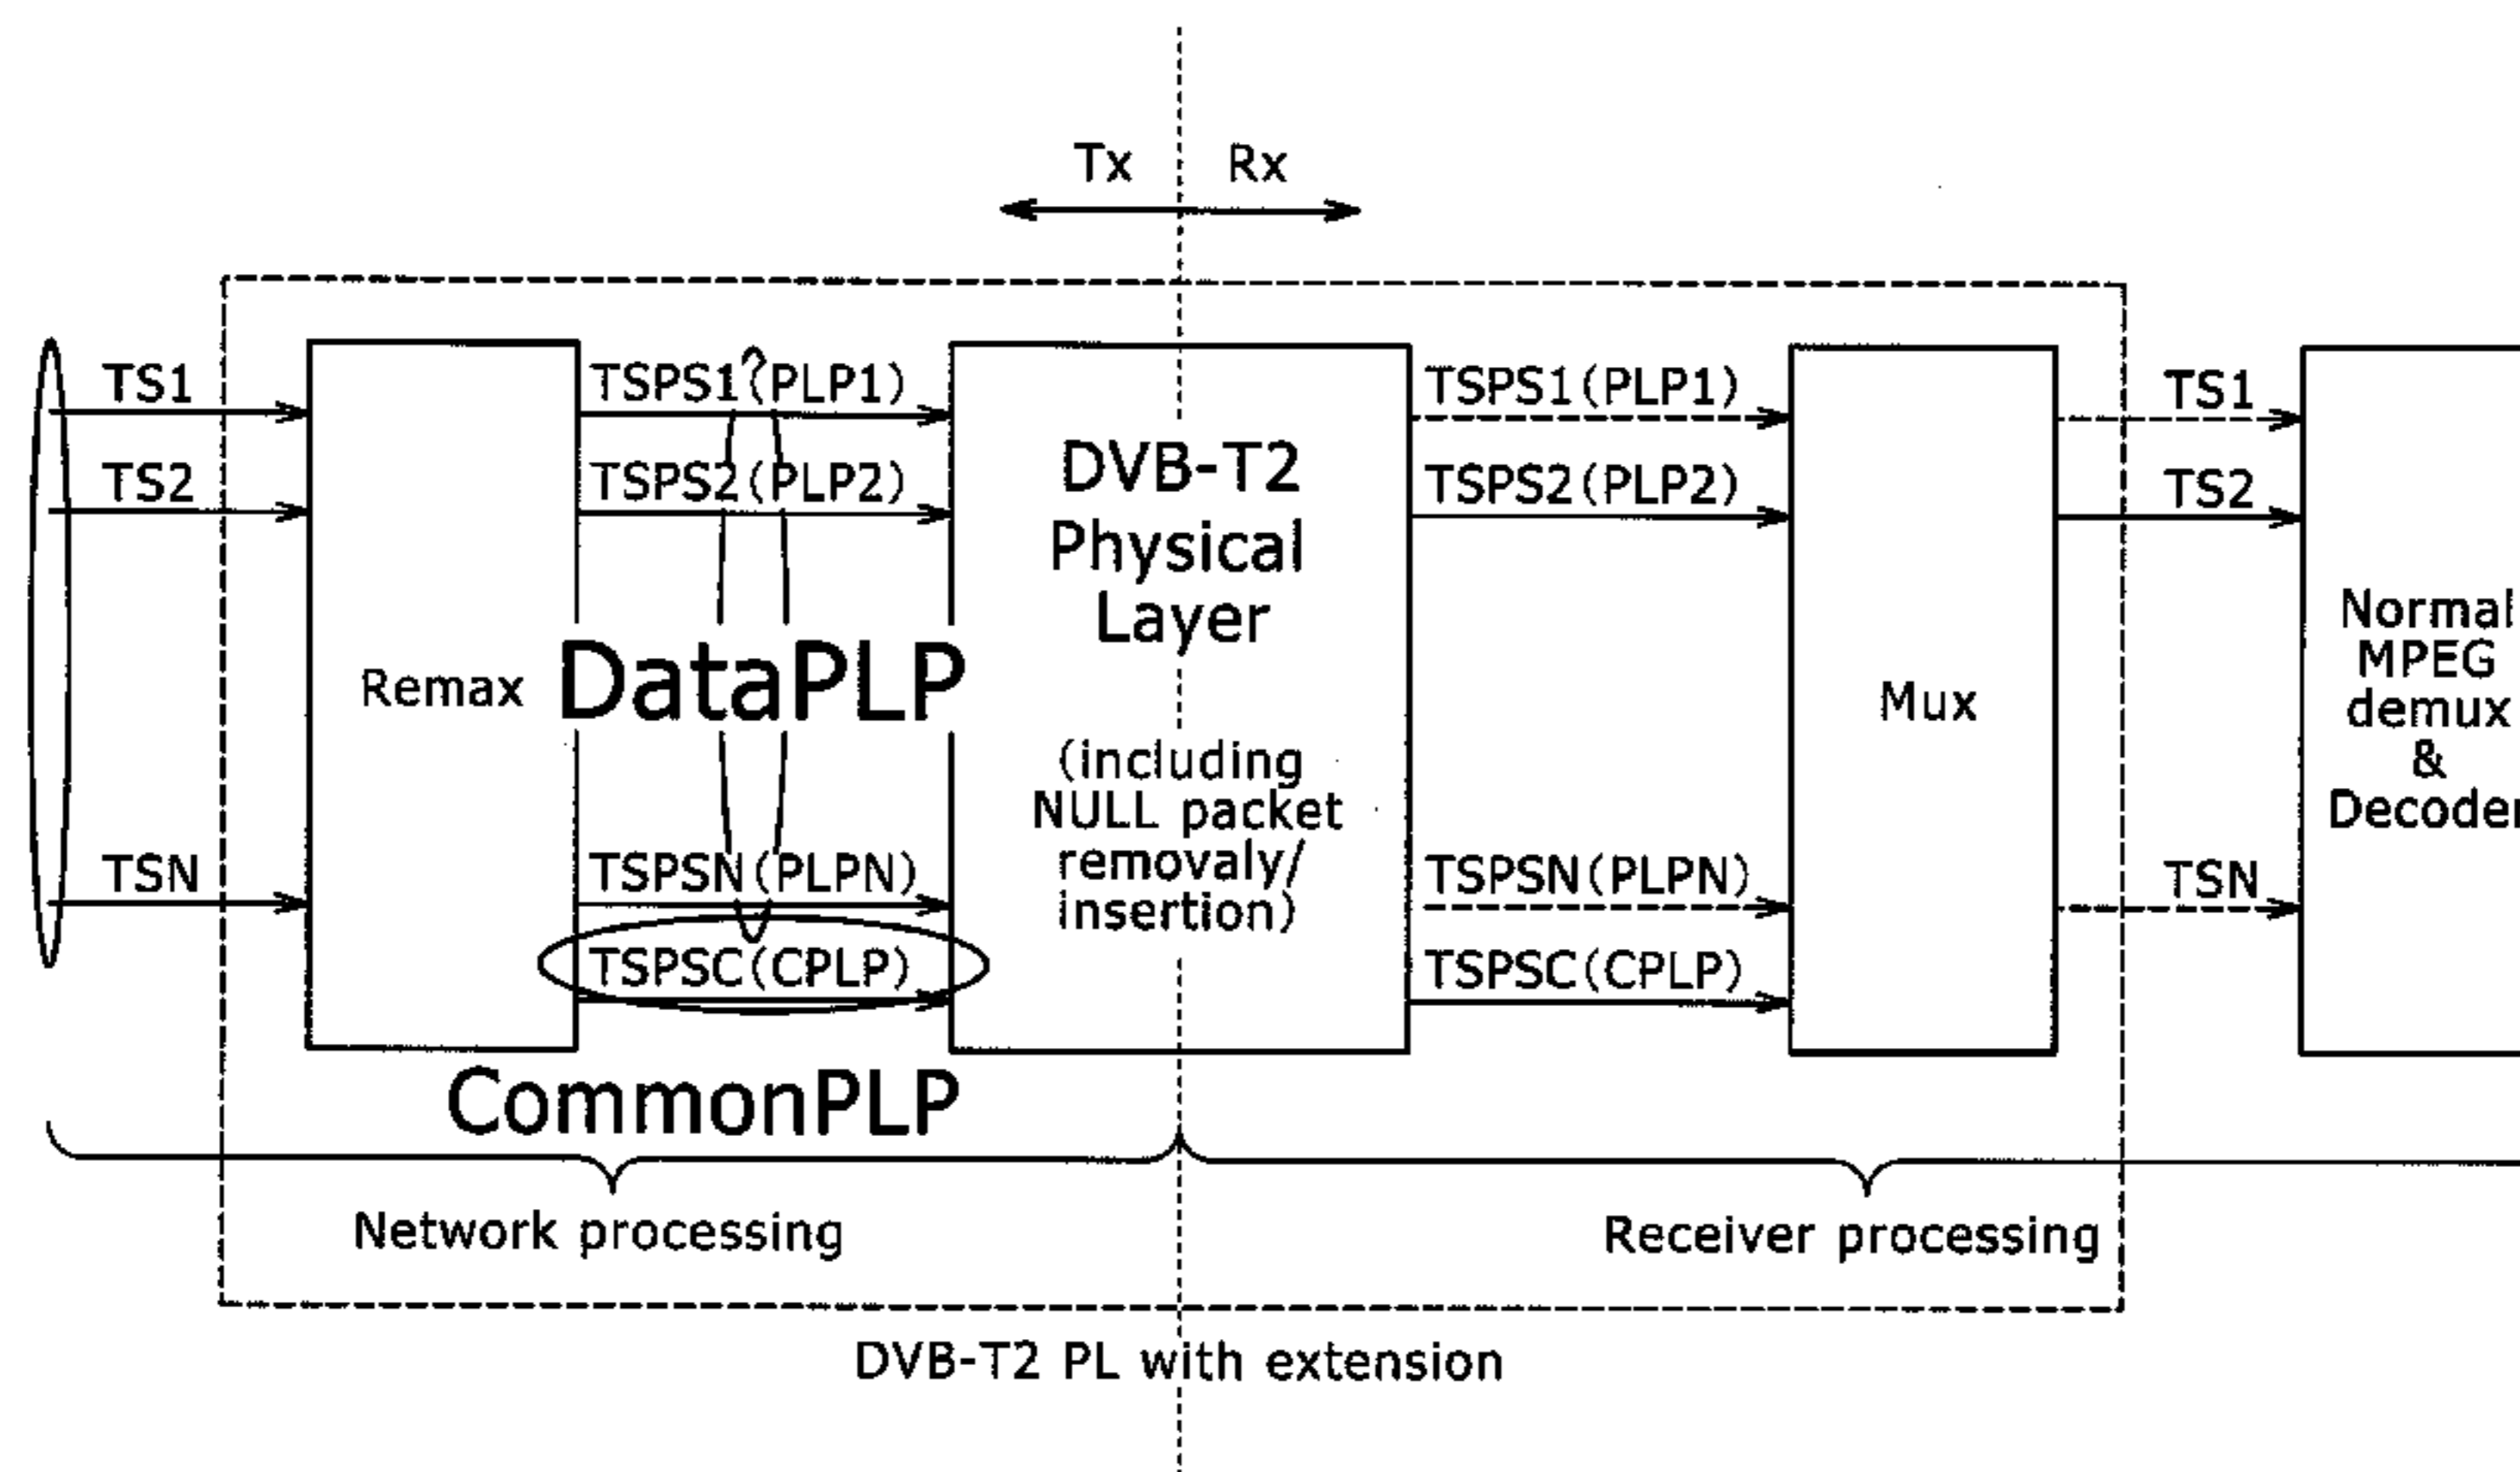 Tx Rx
TS1
TS2
TSN
Remax
TSPS1(PLP1)
TSPS2(PLP2)
DataPLP
TSPSN(PLPN)
TSPSC(CPLP)
CommonPLP
DVB-T2
Physical
Layer
(including
NULL packet
removaly/
insertion)
TSPS1(PLP1)
TSPS2(PLP2)
TSPSN(PLPN)
TSPSC(CPLP)
Mux
TS1
TS2
TSN
Normal
MPEG
demux
&
Decoder
Network processing
Receiver processing
DVB-T2 PL with extension